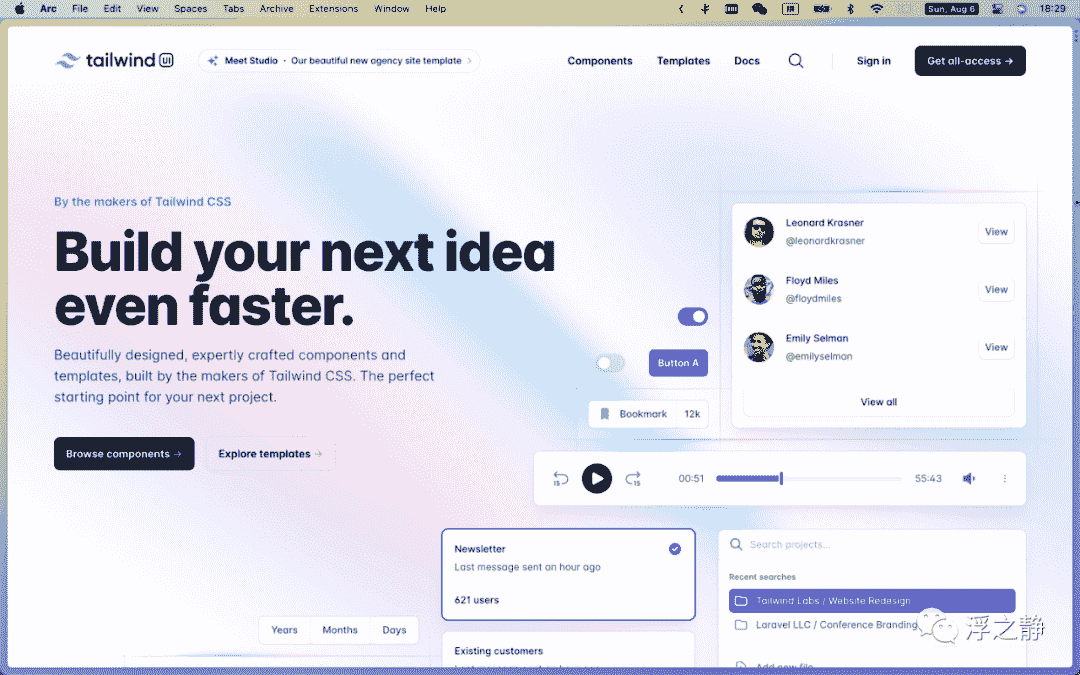 Arc File Edit View Spaces Tabs Archive Extensions Window Help
Sun, Aug 6 18:29
tailwind UI
Meet Studio · Our beautiful new agency site template
Components Templates Docs Sign in Get all-access →
By the makers of Tailwind CSS
Build your next idea
even faster.
Beautifully designed, expertly crafted components and
templates, built by the makers of Tailwind CSS. The perfect
starting point for your next project.
Browse components →
Explore templates →
Leonard Krasner
@leonardkrasner
View
Floyd Miles
@floydmiles
View
Emily Selman
@emilyselman
View
View all
Button A
Bookmark 12k
15 15 00:51 55:43
Newsletter
Last message sent an hour ago
621 users
Existing customers
Years Months Days
Search projects...
Recent searches
Tailwind Labs / Website Redesign
Laravel LLC / Conference Branding
Add new file...
浮之静